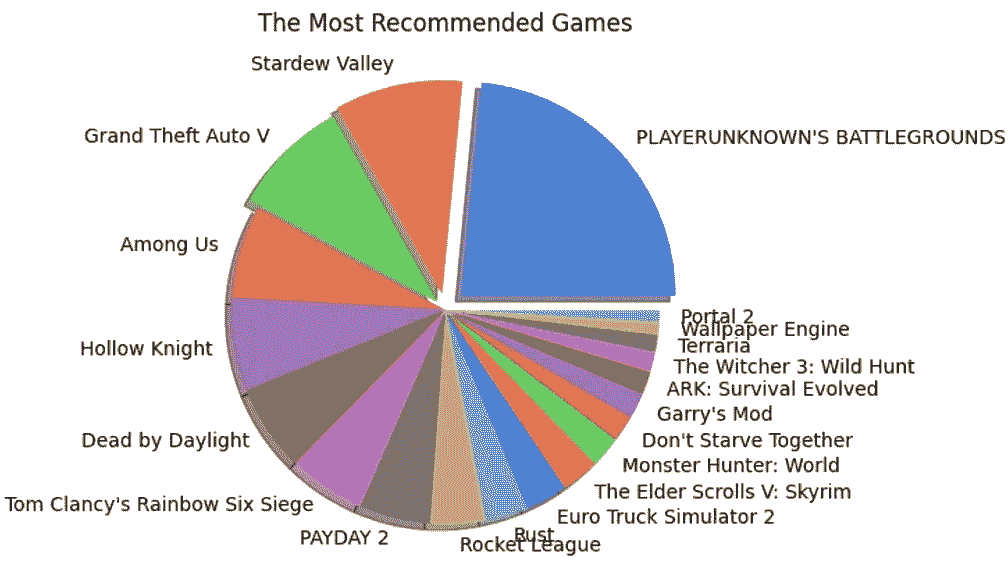 The Most Recommended Games
Stardew Valley
PLAYERUNKNOWN'S BATTLEGROUNDS
Grand Theft Auto V
Among Us
Hollow Knight
Dead by Daylight
Tom Clancy's Rainbow Six Siege
PAYDAY 2
Rocket League
Rust
Euro Truck Simulator 2
The Elder Scrolls V: Skyrim
Monster Hunter: World
Don't Starve Together
Garry's Mod
ARK: Survival Evolved
The Witcher 3: Wild Hunt
Terraria
Wallpaper Engine
Portal 2